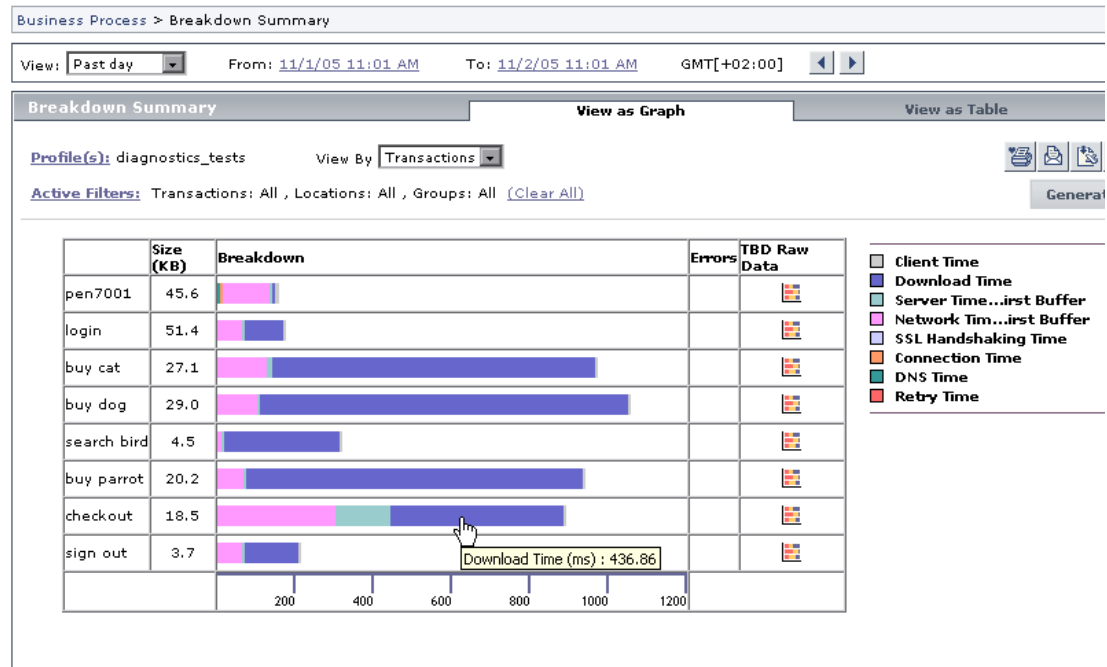 Business Process > Breakdown Summary
View: Past day From: 11/1/05 11:01 AM To: 11/2/05 11:01 AM GMT[+02:00]
Breakdown Summary View as Graph View as Table
Profile(s): diagnostics_tests View By Transactions
Active Filters: Transactions: All , Locations: All , Groups: All (Clear All)
Generat
Size (KB) Breakdown Errors TBD Raw Data
pen7001 45.6
login 51.4
buy cat 27.1
buy dog 29.0
search bird 4.5
buy parrot 20.2
checkout 18.5
sign out 3.7
Download Time (ms) : 436.86
200 400 600 800 1000 1200
Client Time
Download Time
Server Time...irst Buffer
Network Tim...irst Buffer
SSL Handshaking Time
Connection Time
DNS Time
Retry Time